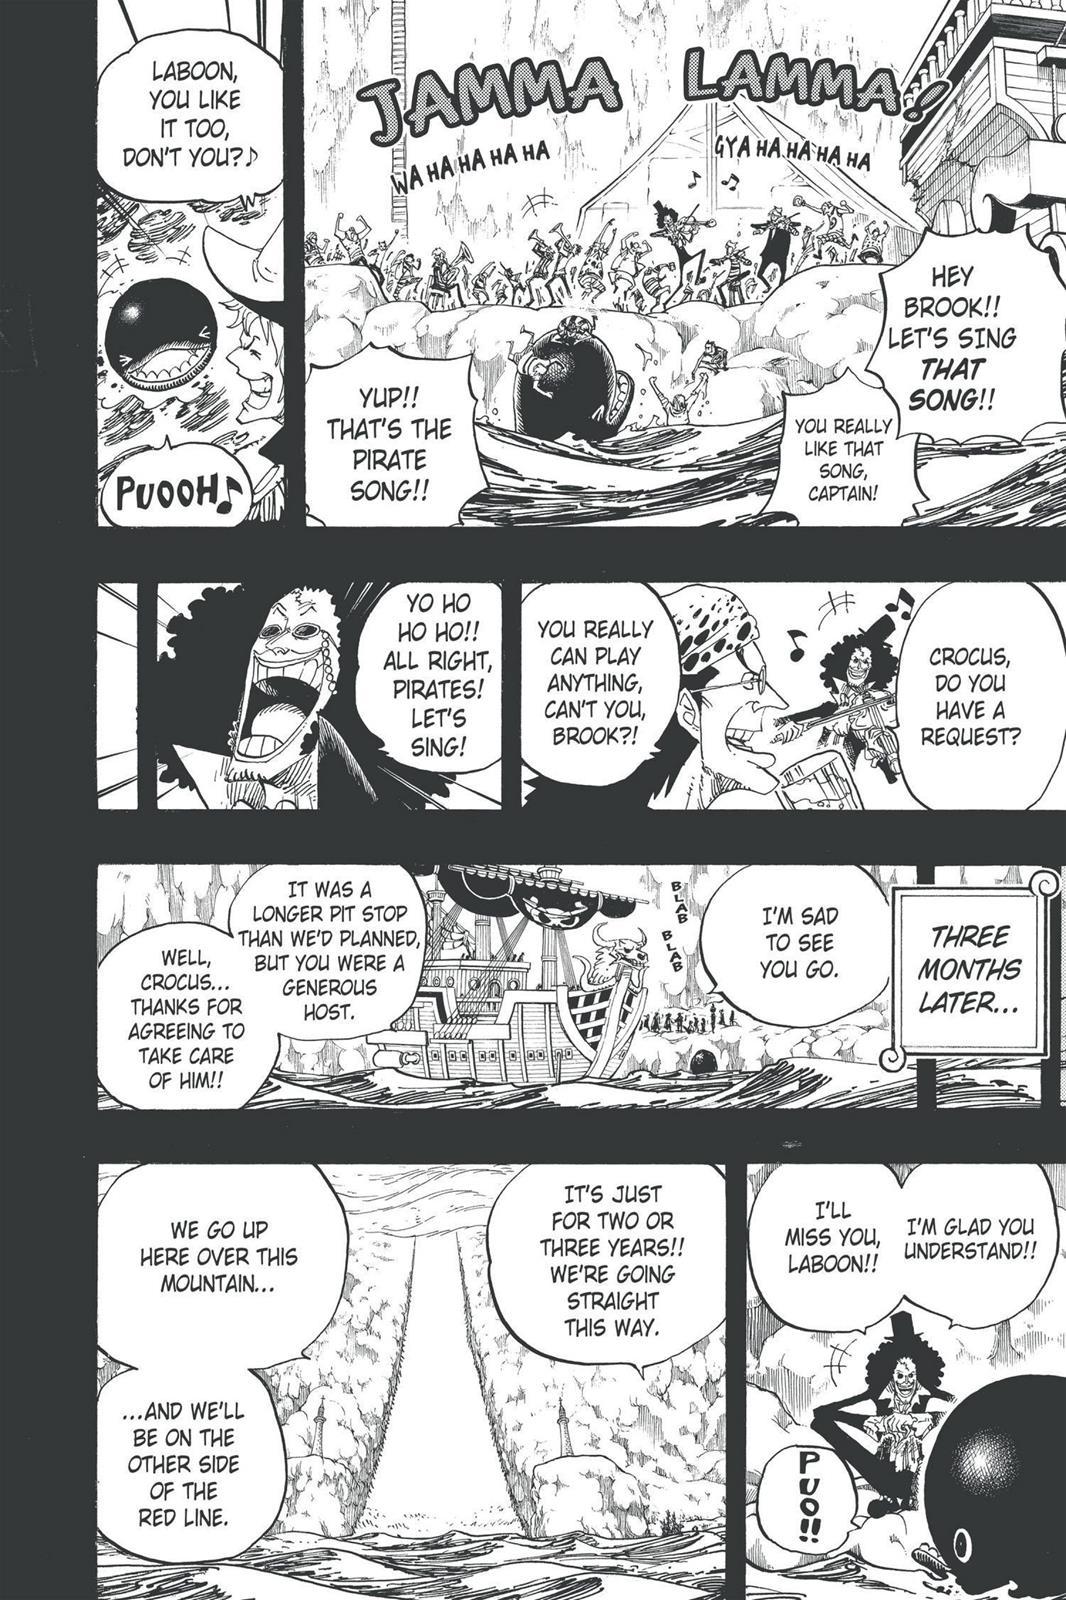 HEY
BROOK!!
LET'S SING
THAT
SONG!!
YOU REALLY
LIKE THAT
SONG,
CAPTAIN!
JAMMA LAMMA!
GYA HA HA HA HA
WA HA HA HA HA
YUP!!
THAT'S THE
PIRATE
SONG!!
LABOON,
YOU LIKE
IT TOO,
DON'T YOU?♪
PUOOH♪
CROCUS,
DO YOU
HAVE A
REQUEST?
YOU REALLY
CAN PLAY
ANYTHING,
CAN'T YOU,
BROOK?!
YO HO
HO HO!!
ALL RIGHT,
PIRATES!
LET'S
SING!
THREE
MONTHS
LATER...
I'M SAD
TO SEE
YOU GO.
BLAB
BLAB
IT WAS A
LONGER PIT STOP
THAN WE'D PLANNED,
BUT YOU WERE A
GENEROUS
HOST.
WELL,
CROCUS...
THANKS FOR
AGREEING TO
TAKE CARE
OF HIM!!
I'M GLAD YOU
UNDERSTAND!!
I'LL
MISS YOU,
LABOON!!
PUO!!
IT'S JUST
FOR TWO OR
THREE YEARS!!
WE'RE GOING
STRAIGHT
THIS WAY.
WE GO UP
HERE OVER THIS
MOUNTAIN...
...AND WE'LL
BE ON THE
OTHER SIDE
OF THE
RED LINE.